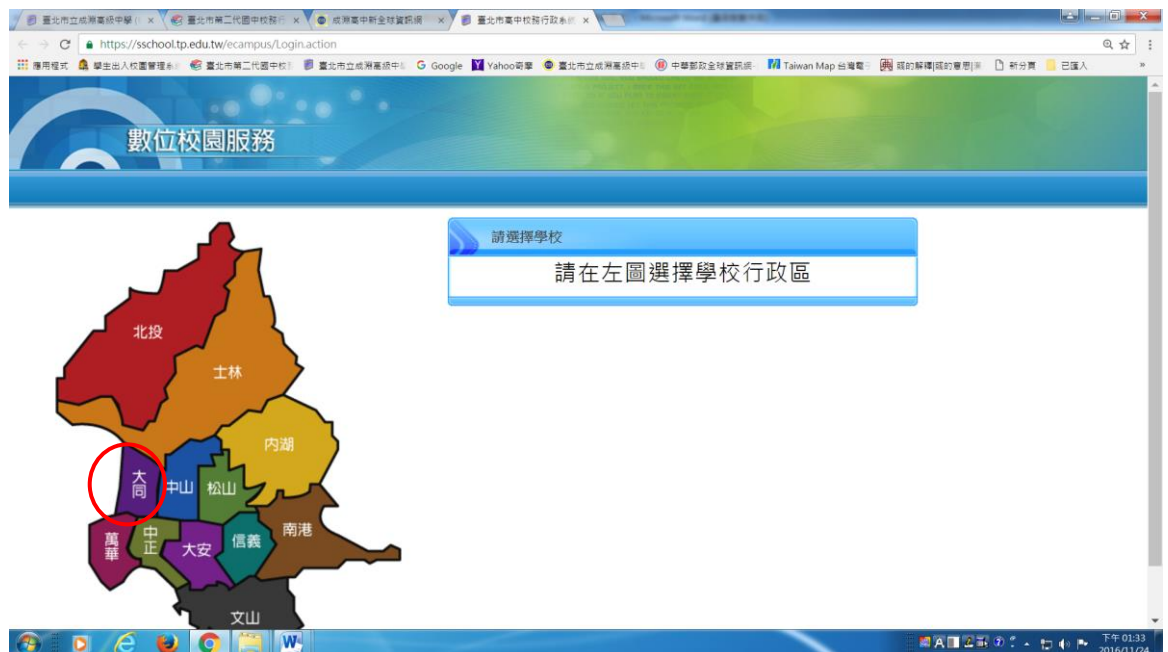 臺北市立成淵高級中學 (
臺北市第二代國中校務行
成淵高中新全球資訊網
臺北市高中校務行政系統
https://sschool.tp.edu.tw/ecampus/Login.action
應用程式 學生出入校園管理系 臺北市第二代國中校 臺北市立成淵高級中 Google Yahoo奇摩 臺北市立成淵高級中 中華郵政全球資訊網 Taiwan Map 台灣電 新分頁 已匯入 »
數位校園服務
請選擇學校
請在左圖選擇學校行政區
北投
士林
內湖
大同
中山
松山
南港
萬華
中正
大安
信義
文山
下午 01:33
2016/11/24